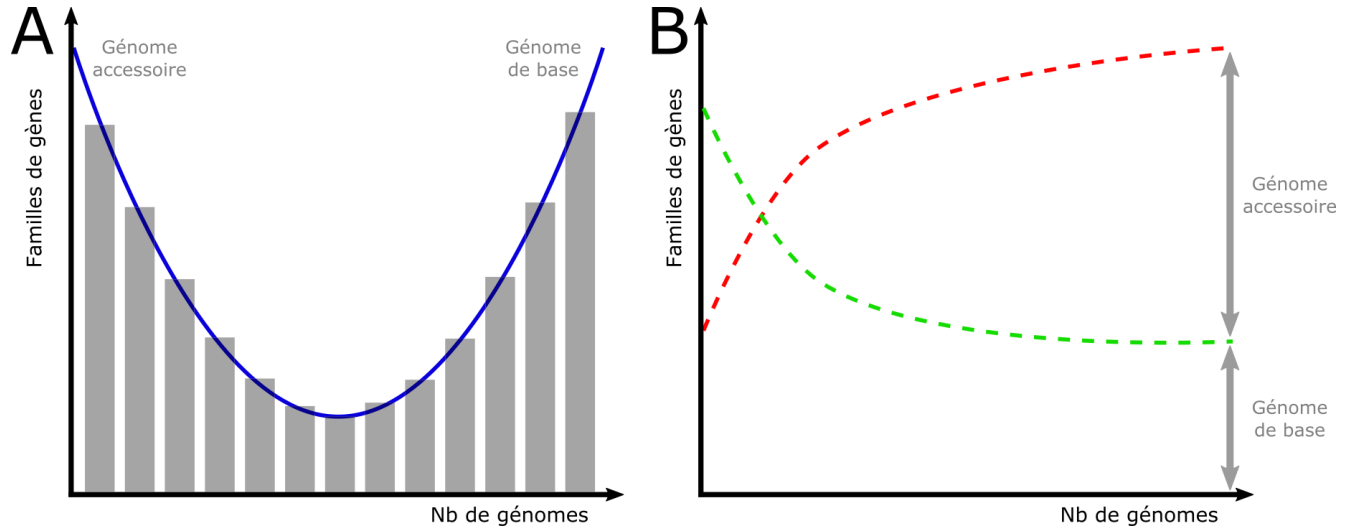 A
Génome
accessoire
Génome
de base
Familles de gènes
Nb de génomes
B
Familles de gènes
Génome
accessoire
Génome
de base
Nb de génomes